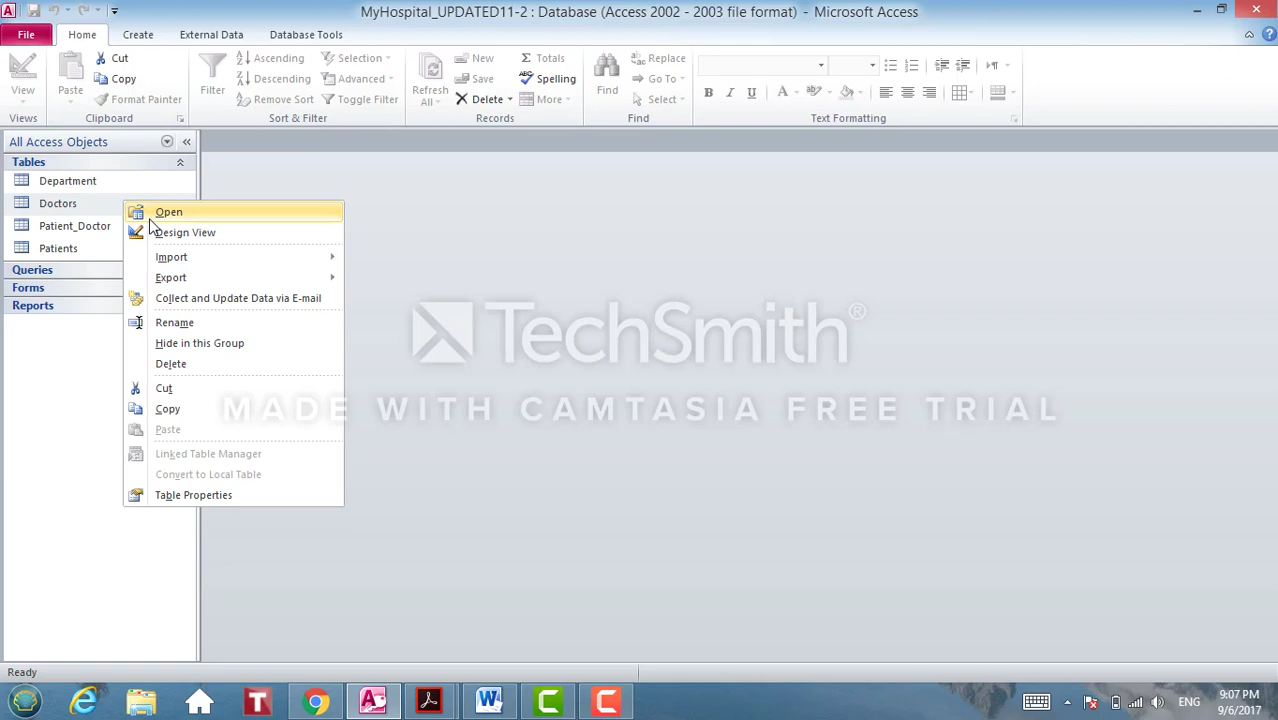 MyHospital_UPDATED11-2 : Database (Access 2002 - 2003 file format) - Microsoft Access
File Home Create External Data Database Tools
View
Views
Paste
Cut
Copy
Format Painter
Clipboard
Filter
Ascending
Descending
Remove Sort
Selection
Advanced
Toggle Filter
Sort & Filter
Refresh
All
New
Save
Delete
Totals
Spelling
More
Records
Find
Replace
Go To
Select
Find
B I U A
Text Formatting
All Access Objects
Tables
Department
Doctors
Patient_Doctor
Patients
Queries
Forms
Reports
Open
Design View
Import
Export
Collect and Update Data via E-mail
Rename
Hide in this Group
Delete
Cut
Copy
Paste
Linked Table Manager
Convert to Local Table
Table Properties
TechSmith®
MADE WITH CAMTASIA FREE TRIAL
Ready
ENG
9:07 PM
9/6/2017